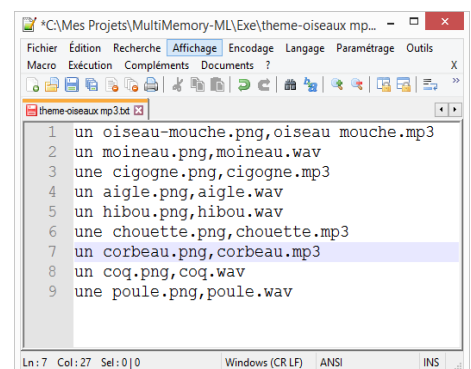 *C:\Mes Projets\MultiMemory-ML\Exe\theme-oiseaux mp...
Fichier Édition Recherche Affichage Encodage Langage Paramétrage Outils
Macro Exécution Compléments Documents ? X
theme-oiseaux mp3.txt
1 un oiseau-mouche.png,oiseau mouche.mp3
2 un moineau.png,moineau.wav
3 une cigogne.png,cigogne.mp3
4 un aigle.png,aigle.wav
5 un hibou.png,hibou.wav
6 une chouette.png,chouette.mp3
7 un corbeau.png,corbeau.mp3
8 un coq.png,coq.wav
9 une poule.png,poule.wav
Ln : 7 Col : 27 Sel : 0 | 0 Windows (CR LF) ANSI INS